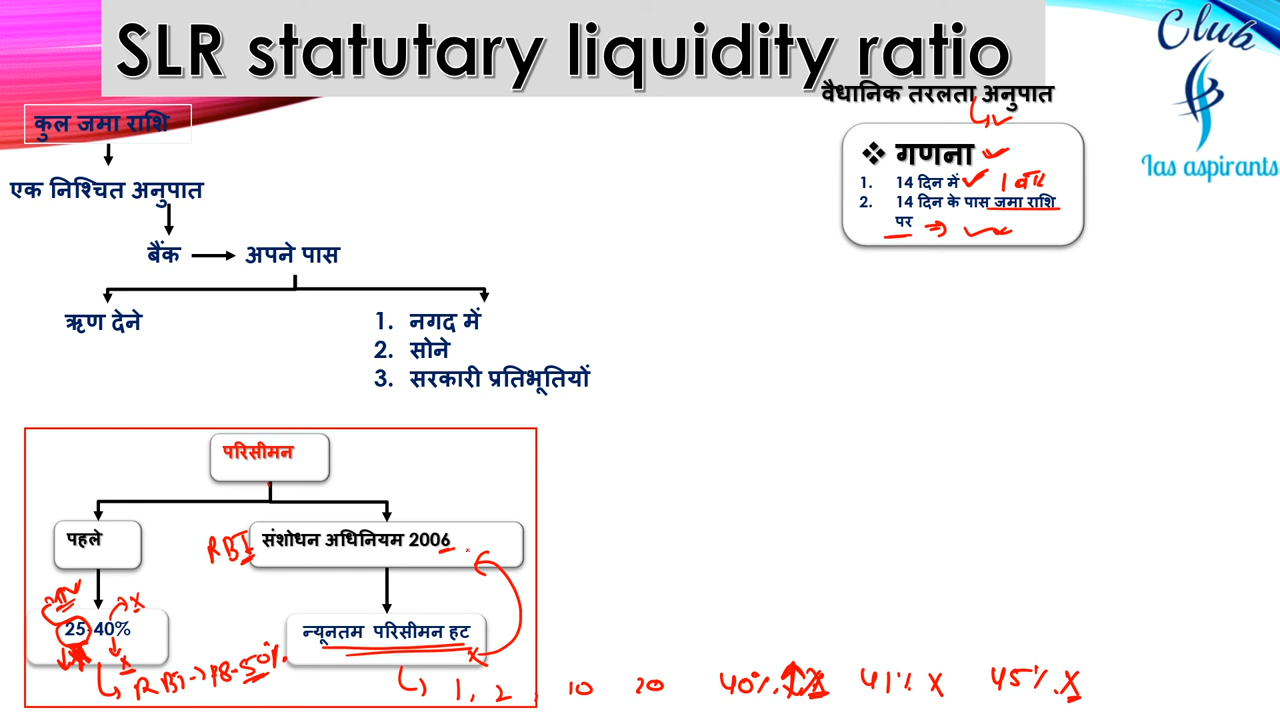 SLR statutary liquidity ratio
Club
Ias aspirants
वैधानिक तरलता अनुपात
कुल जमा राशि
एक निश्चित अनुपात
बैंक
अपने पास
ऋण देने
1. नगद में
2. सोने
3. सरकारी प्रतिभूतियों
❖ गणना
1. 14 दिन में
2. 14 दिन के पास जमा राशि
पर
परिसीमन
पहले
RBI
संशोधन अधिनियम 2006
25-40%
न्यूनतम परिसीमन हट
1, 2, 10 20 40% 41% x 45% x